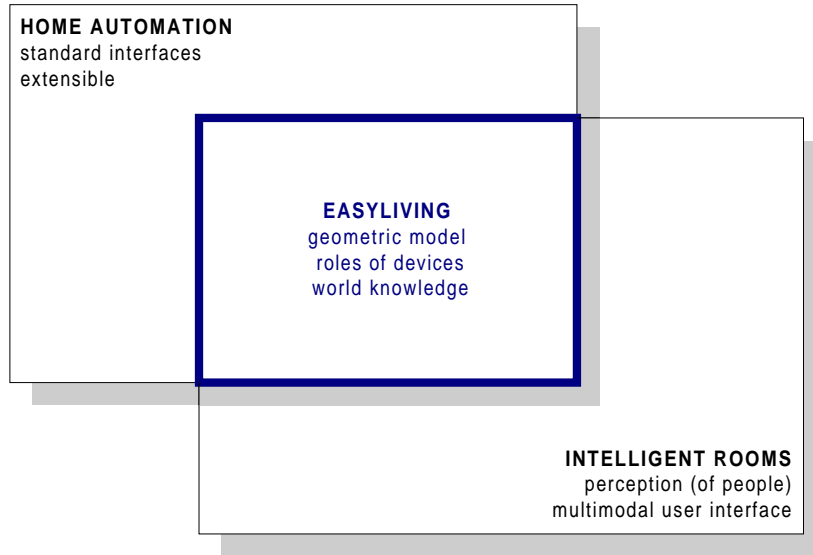 HOME AUTOMATION
standard interfaces
extensible
EASYLIVING
geometric model
roles of devices
world knowledge
INTELLIGENT ROOMS
perception (of people)
multimodal user interface